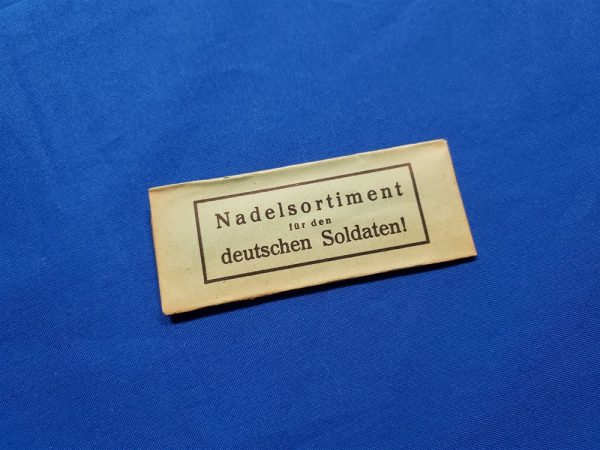 Nadelsortiment
für den
deutschen Soldaten!